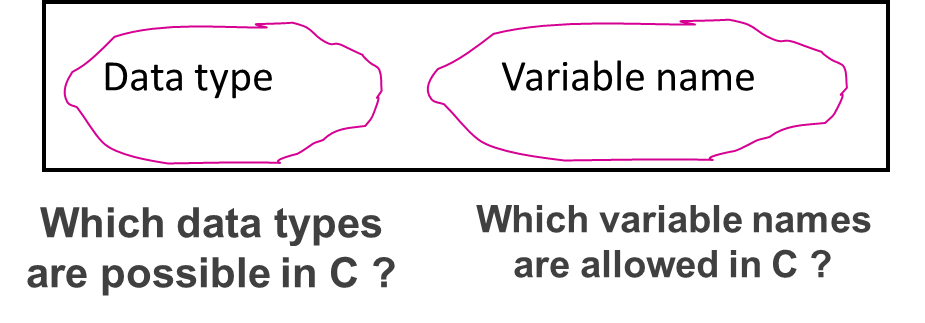 Data type Variable name
Which data types
are possible in C ?
Which variable names
are allowed in C ?